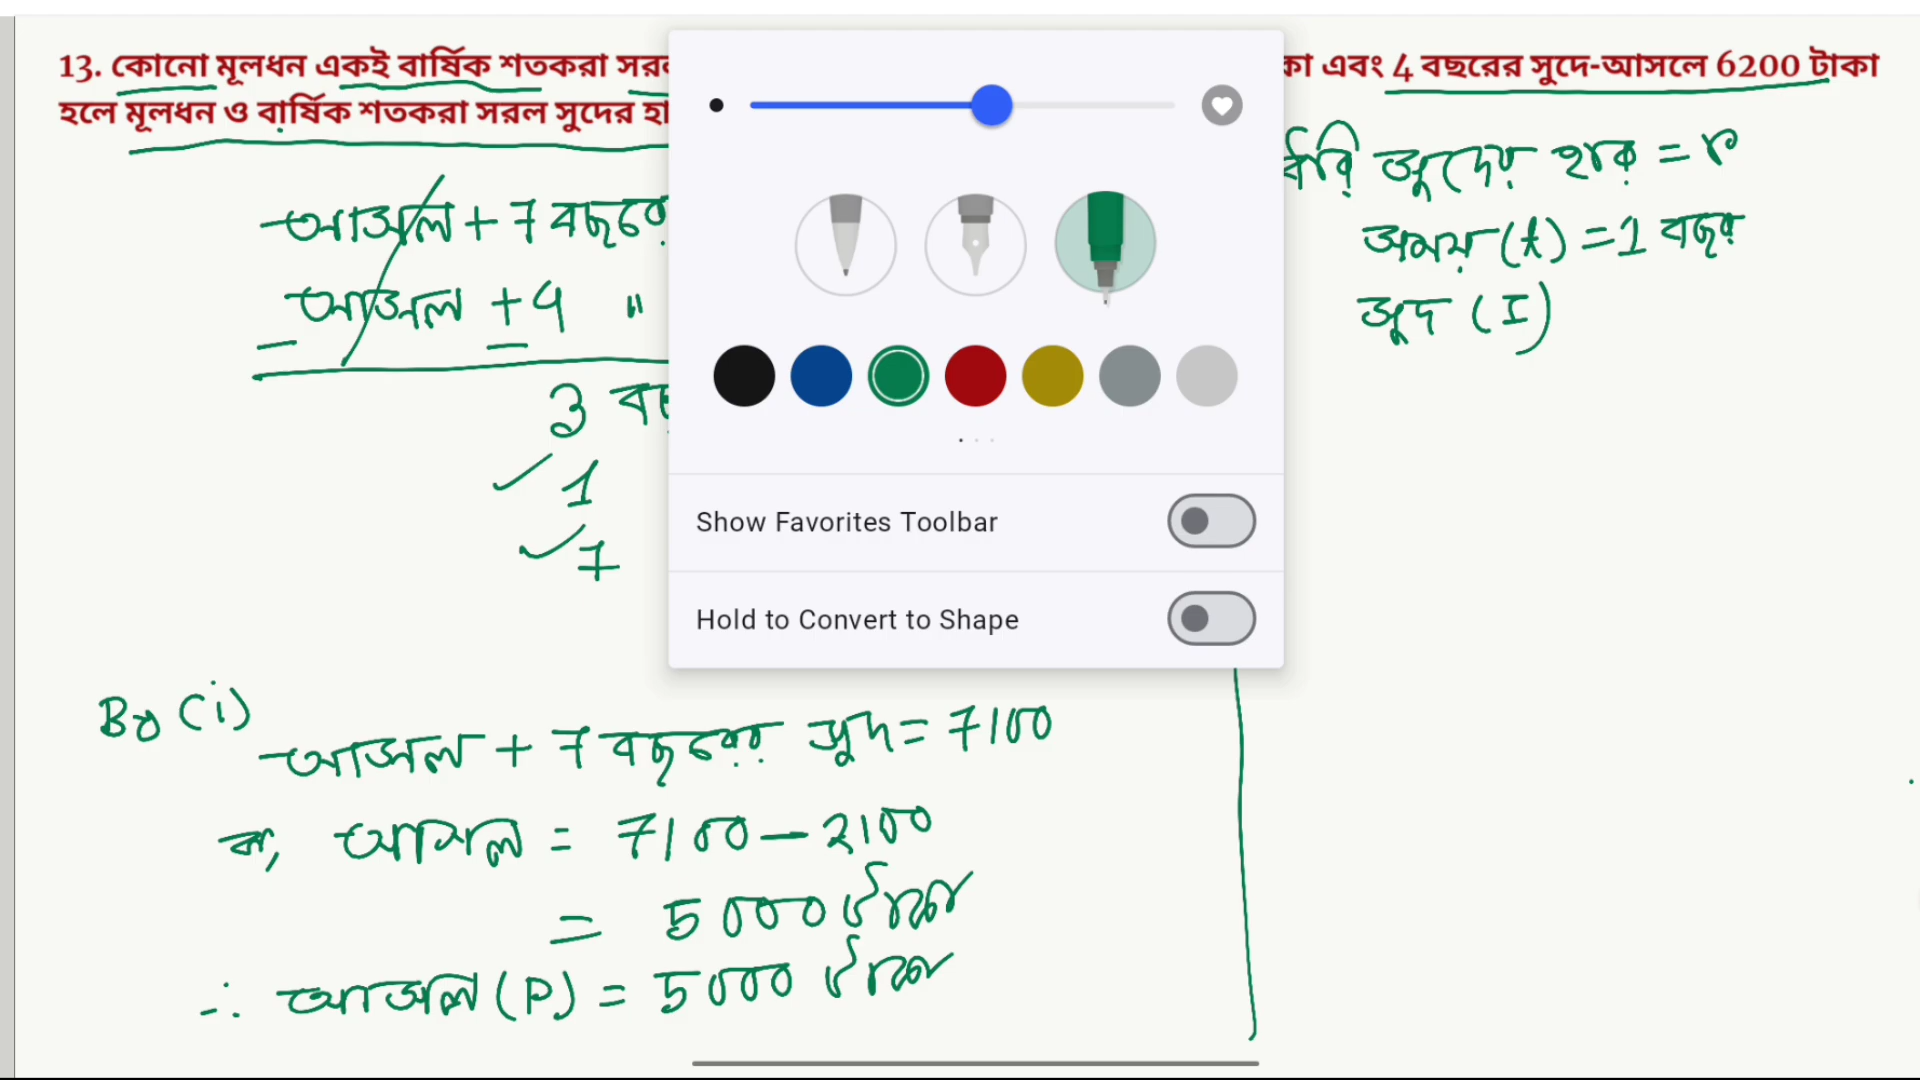 13. কোনো মূলধন একই বার্ষিক শতকরা সরল
কা এবং 4 বছরের সুদে-আসলে 6200 টাকা
হলে মূলধন ও বার্ষিক শতকরা সরল সুদের হা
আসল + 7 বছরে
আসল + 4 "
3 বছ
1
7
সুদের হার = r
সময় (t) = 1 বছর
সুদ (I)
Show Favorites Toolbar
Hold to Convert to Shape
(i)
আসল + 7 বছরের সুদ = 7100
বা, আসল = 7100 - 2100
= 5000 টাকা
∴ আসল (P) = 5000 টাকা